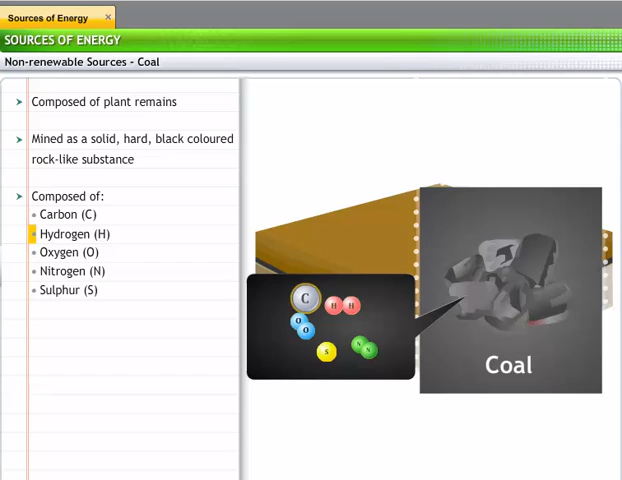 Sources of Energy
SOURCES OF ENERGY
Non-renewable Sources - Coal
Composed of plant remains
Mined as a solid, hard, black coloured
rock-like substance
Composed of:
Carbon (C)
Hydrogen (H)
Oxygen (O)
Nitrogen (N)
Sulphur (S)
C
H H
O
O
S
N
N
Coal